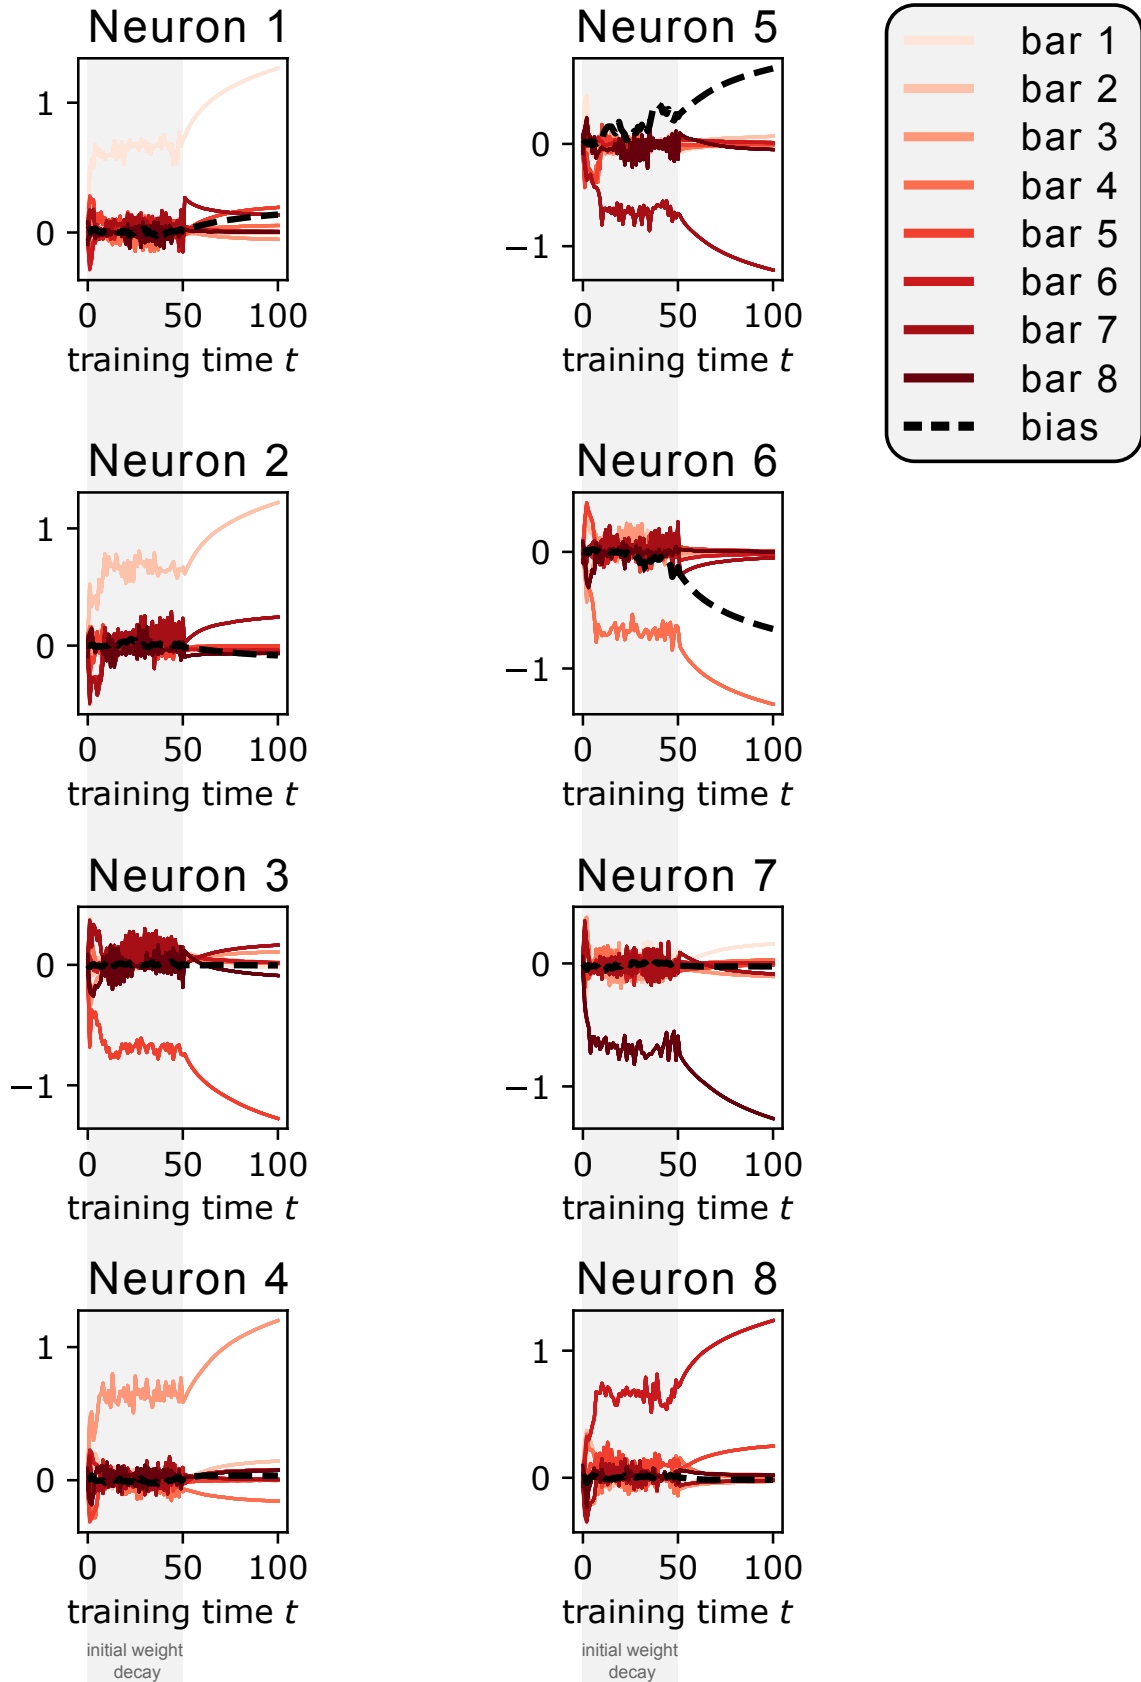 Neuron 1
1
0
0 50 100
training time t
Neuron 5
0
−1
0 50 100
training time t
bar 1
bar 2
bar 3
bar 4
bar 5
bar 6
bar 7
bar 8
bias
Neuron 2
1
0
0 50 100
training time t
Neuron 6
0
−1
0 50 100
training time t
Neuron 3
0
−1
0 50 100
training time t
Neuron 7
0
−1
0 50 100
training time t
Neuron 4
1
0
0 50 100
training time t
initial weight
decay
Neuron 8
1
0
0 50 100
training time t
initial weight
decay